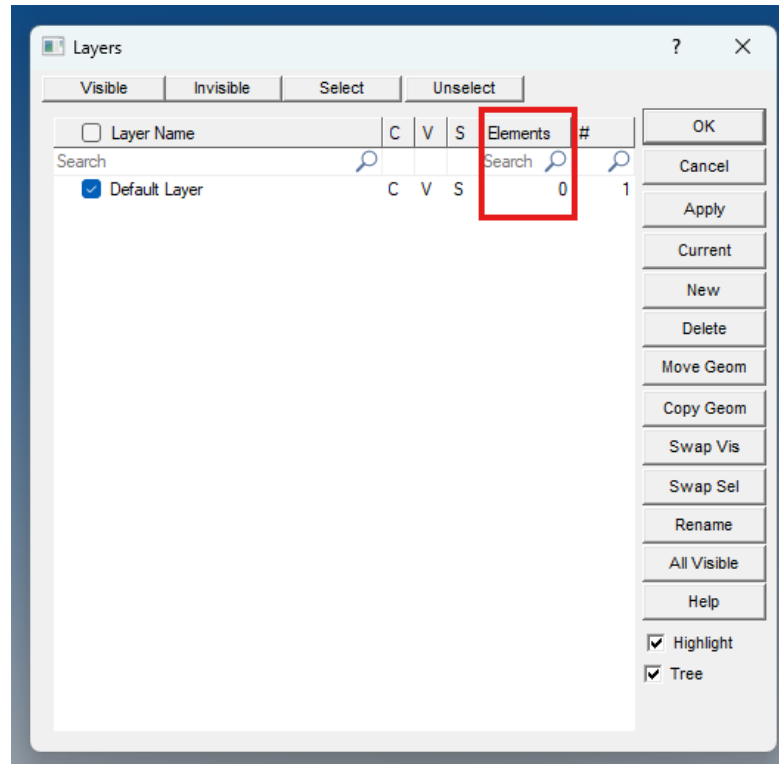 Layers ?
Visible Invisible Select Unselect
Layer Name C V S Elements #
Search Search
Default Layer C V S 0 1
OK
Cancel
Apply
Current
New
Delete
Move Geom
Copy Geom
Swap Vis
Swap Sel
Rename
All Visible
Help
Highlight
Tree